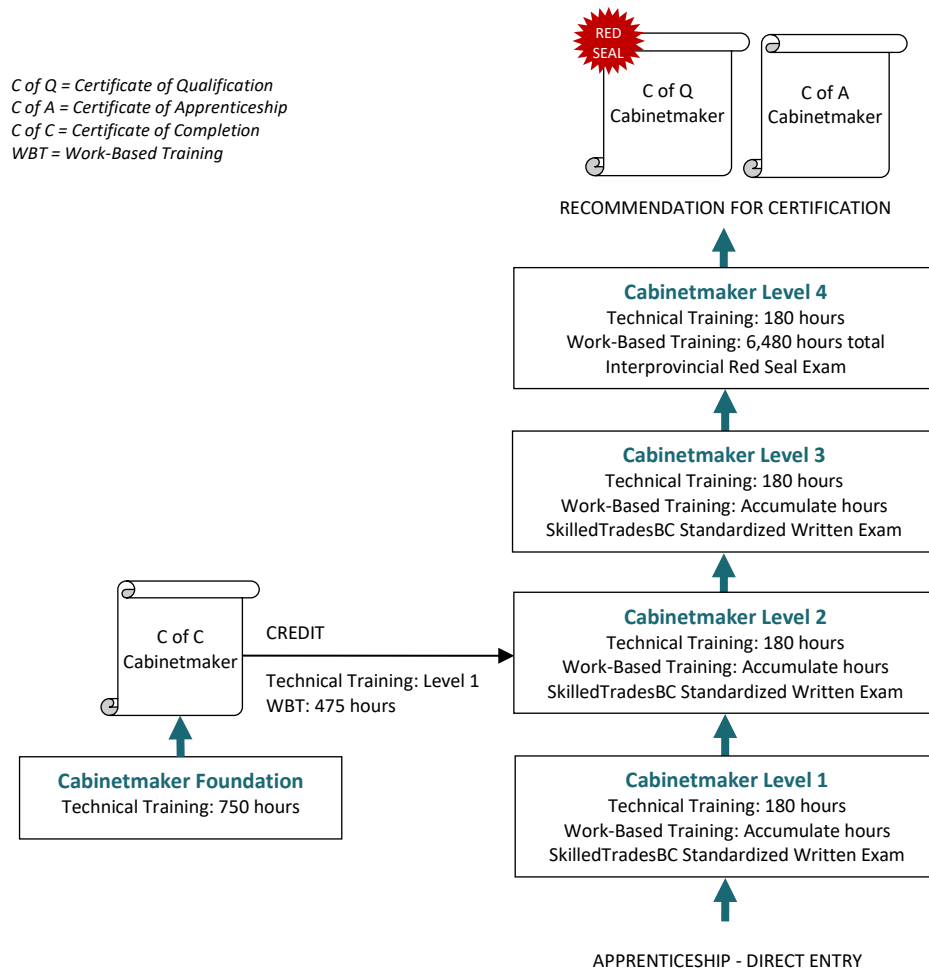 RED
SEAL
C of Q
Cabinetmaker
C of A
Cabinetmaker
C of Q = Certificate of Qualification
C of A = Certificate of Apprenticeship
C of C = Certificate of Completion
WBT = Work-Based Training
RECOMMENDATION FOR CERTIFICATION
Cabinetmaker Level 4
Technical Training: 180 hours
Work-Based Training: 6,480 hours total
Interprovincial Red Seal Exam
Cabinetmaker Level 3
Technical Training: 180 hours
Work-Based Training: Accumulate hours
SkilledTradesBC Standardized Written Exam
C of C
Cabinetmaker
CREDIT
Technical Training: Level 1
WBT: 475 hours
Cabinetmaker Level 2
Technical Training: 180 hours
Work-Based Training: Accumulate hours
SkilledTradesBC Standardized Written Exam
Cabinetmaker Foundation
Technical Training: 750 hours
Cabinetmaker Level 1
Technical Training: 180 hours
Work-Based Training: Accumulate hours
SkilledTradesBC Standardized Written Exam
APPRENTICESHIP - DIRECT ENTRY